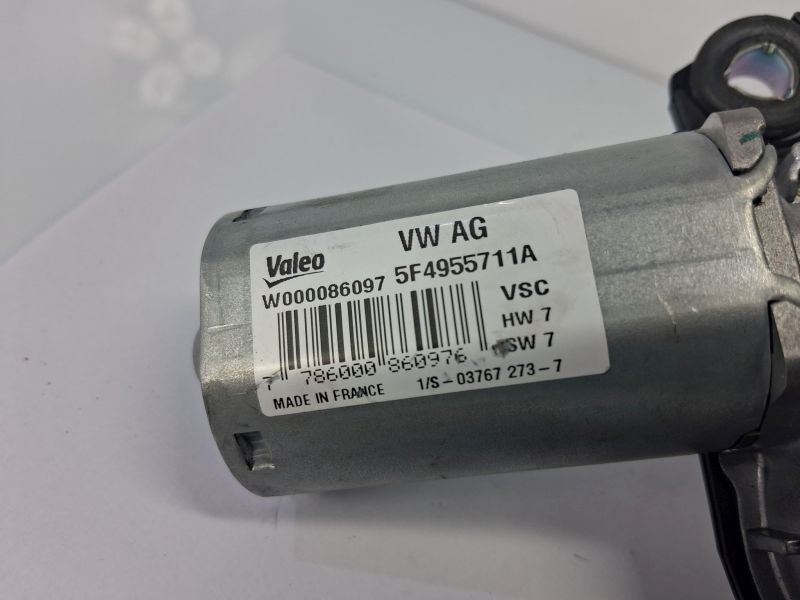 VW AG
Valeo
W000086097 5F4955711A
VSC
HW 7
SW 7
7 786000 860976
MADE IN FRANCE 1/S - 03767 273 - 7